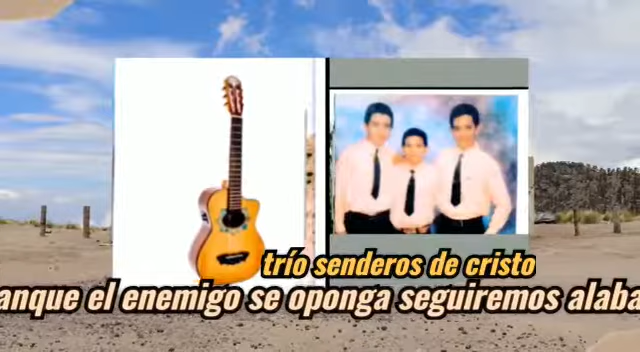 trío senderos de cristo
anque el enemigo se oponga seguiremos alaba